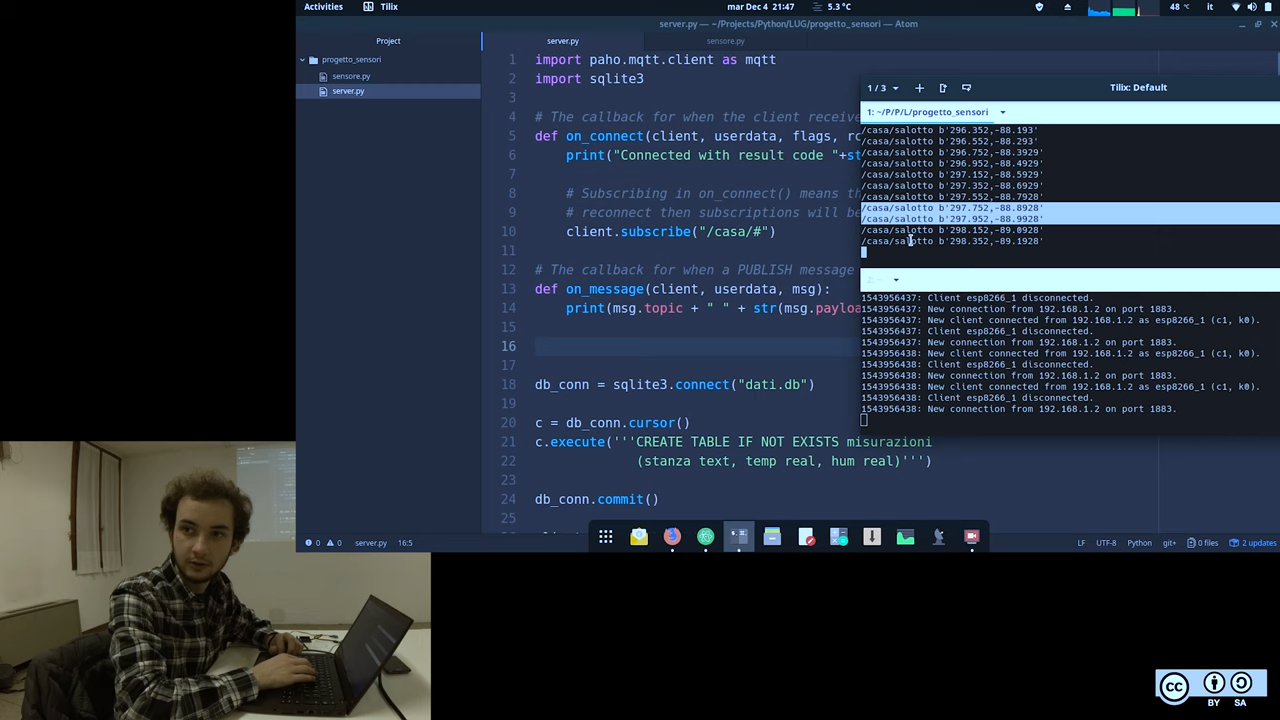 Activities Tilix mar Dec 4 21:47 5.3 °C 48 °C it
server.py — ~/Projects/Python/LUG/progetto_sensori — Atom
Project
progetto_sensori
sensore.py
server.py
server.py sensore.py
1 import paho.mqtt.client as mqtt
2 import sqlite3
3
4 # The callback for when the client receive
5 def on_connect(client, userdata, flags, rc
6 print("Connected with result code "+st
7
8 # Subscribing in on_connect() means th
9 # reconnect then subscriptions will be
10 client.subscribe("/casa/#")
11
12 # The callback for when a PUBLISH message
13 def on_message(client, userdata, msg):
14 print(msg.topic + " " + str(msg.payloa
15
16
17
18 db_conn = sqlite3.connect("dati.db")
19
20 c = db_conn.cursor()
21 c.execute('''CREATE TABLE IF NOT EXISTS misurazioni
22 (stanza text, temp real, hum real)''')
23
24 db_conn.commit()
25
1 / 3 Tilix: Default
1: ~/P/P/L/progetto_sensori
/casa/salotto b'296.352,-88.193'
/casa/salotto b'296.552,-88.293'
/casa/salotto b'296.752,-88.3929'
/casa/salotto b'296.952,-88.4929'
/casa/salotto b'297.152,-88.5929'
/casa/salotto b'297.352,-88.6929'
/casa/salotto b'297.552,-88.7928'
/casa/salotto b'297.752,-88.8928'
/casa/salotto b'297.952,-88.9928'
/casa/salotto b'298.152,-89.0928'
/casa/salotto b'298.352,-89.1928'
1543956437: Client esp8266_1 disconnected.
1543956437: New connection from 192.168.1.2 on port 1883.
1543956437: New client connected from 192.168.1.2 as esp8266_1 (c1, k0).
1543956437: Client esp8266_1 disconnected.
1543956437: New connection from 192.168.1.2 on port 1883.
1543956438: New client connected from 192.168.1.2 as esp8266_1 (c1, k0).
1543956438: Client esp8266_1 disconnected.
1543956438: New connection from 192.168.1.2 on port 1883.
1543956438: New client connected from 192.168.1.2 as esp8266_1 (c1, k0).
1543956438: Client esp8266_1 disconnected.
1543956438: New connection from 192.168.1.2 on port 1883.
0 0 server.py 16:5 LF UTF-8 Python git+ 0 files 2 updates
cc BY SA